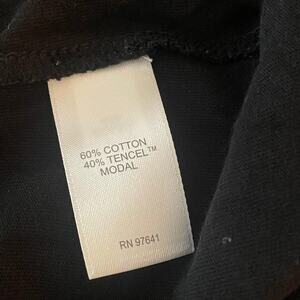 60% COTTON
40% TENCEL™
MODAL
RN 97641